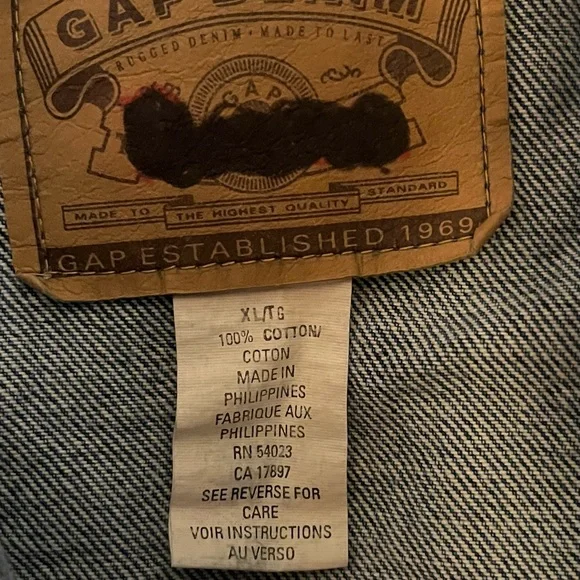 GAP DENIM
RUGGED DENIM · MADE TO LAST
GAP
MADE TO THE HIGHEST QUALITY STANDARD
GAP ESTABLISHED 1969
XL/TG
100% COTTON/
COTON
MADE IN
PHILIPPINES
FABRIQUE AUX
PHILIPPINES
RN 54023
CA 17897
SEE REVERSE FOR
CARE
VOIR INSTRUCTIONS
AU VERSO